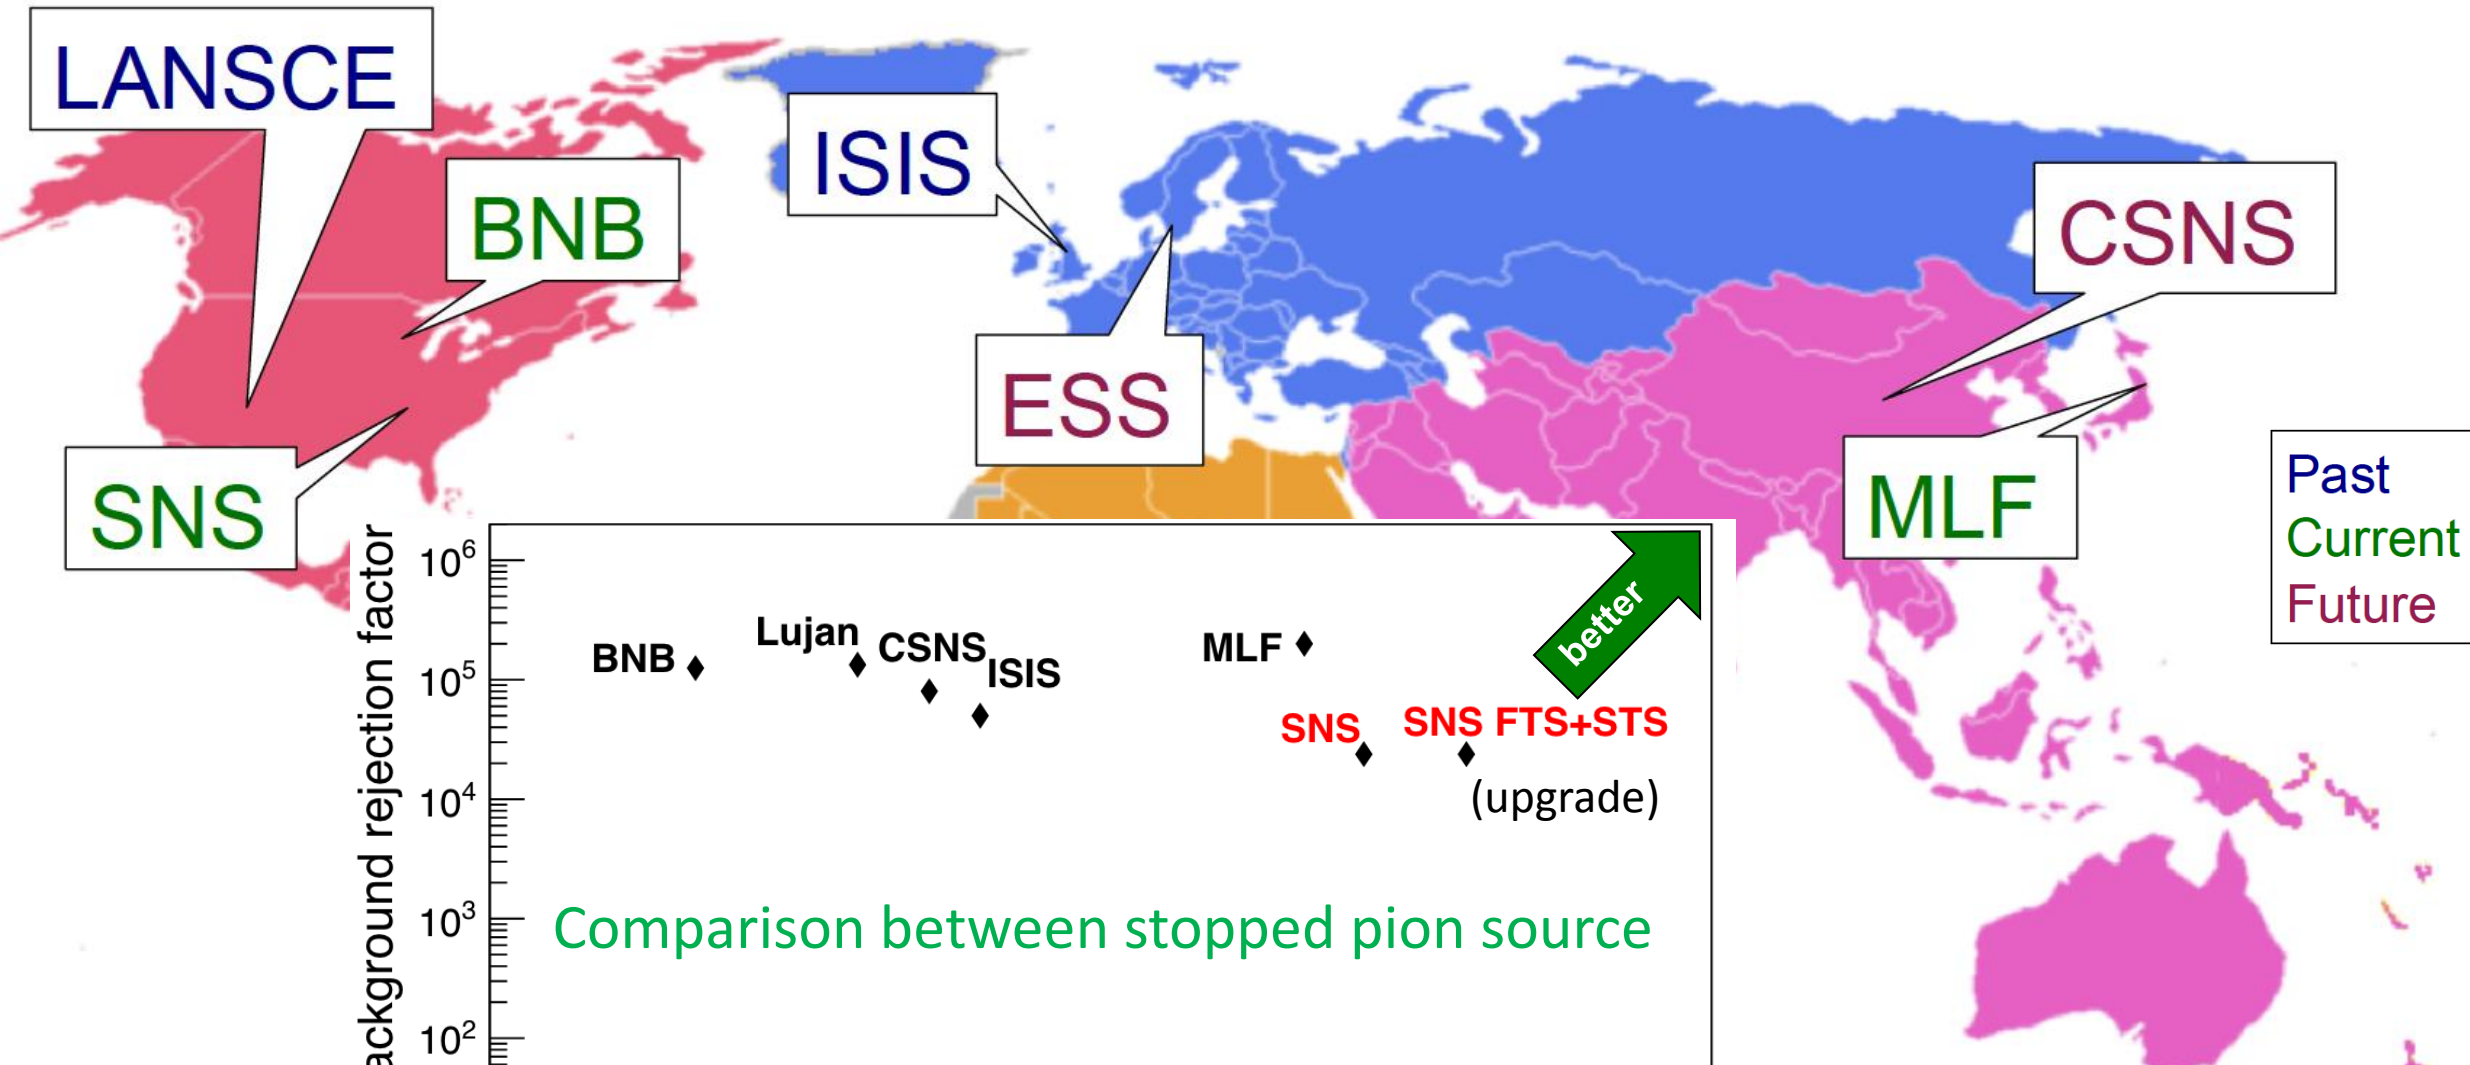 LANSCE
BNB
SNS
ISIS
ESS
CSNS
MLF
Past
Current
Future
rejection factor
10⁶
10⁵
10⁴
10³
10²
BNB
Lujan
CSNS
ISIS
MLF
SNS
SNS FTS+STS
(upgrade)
better
Comparison between stopped pion source